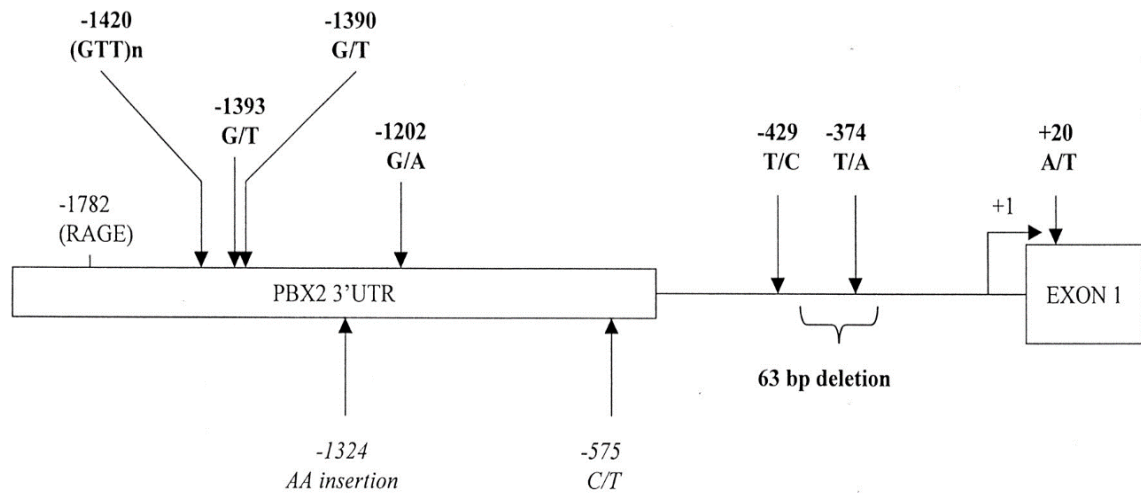 -1420
(GTT)n
-1390
G/T
-1393
G/T
-1202
G/A
-429
T/C
-374
T/A
+20
A/T
-1782
(RAGE)
+1
PBX2 3’UTR
EXON 1
63 bp deletion
-1324
AA insertion
-575
C/T